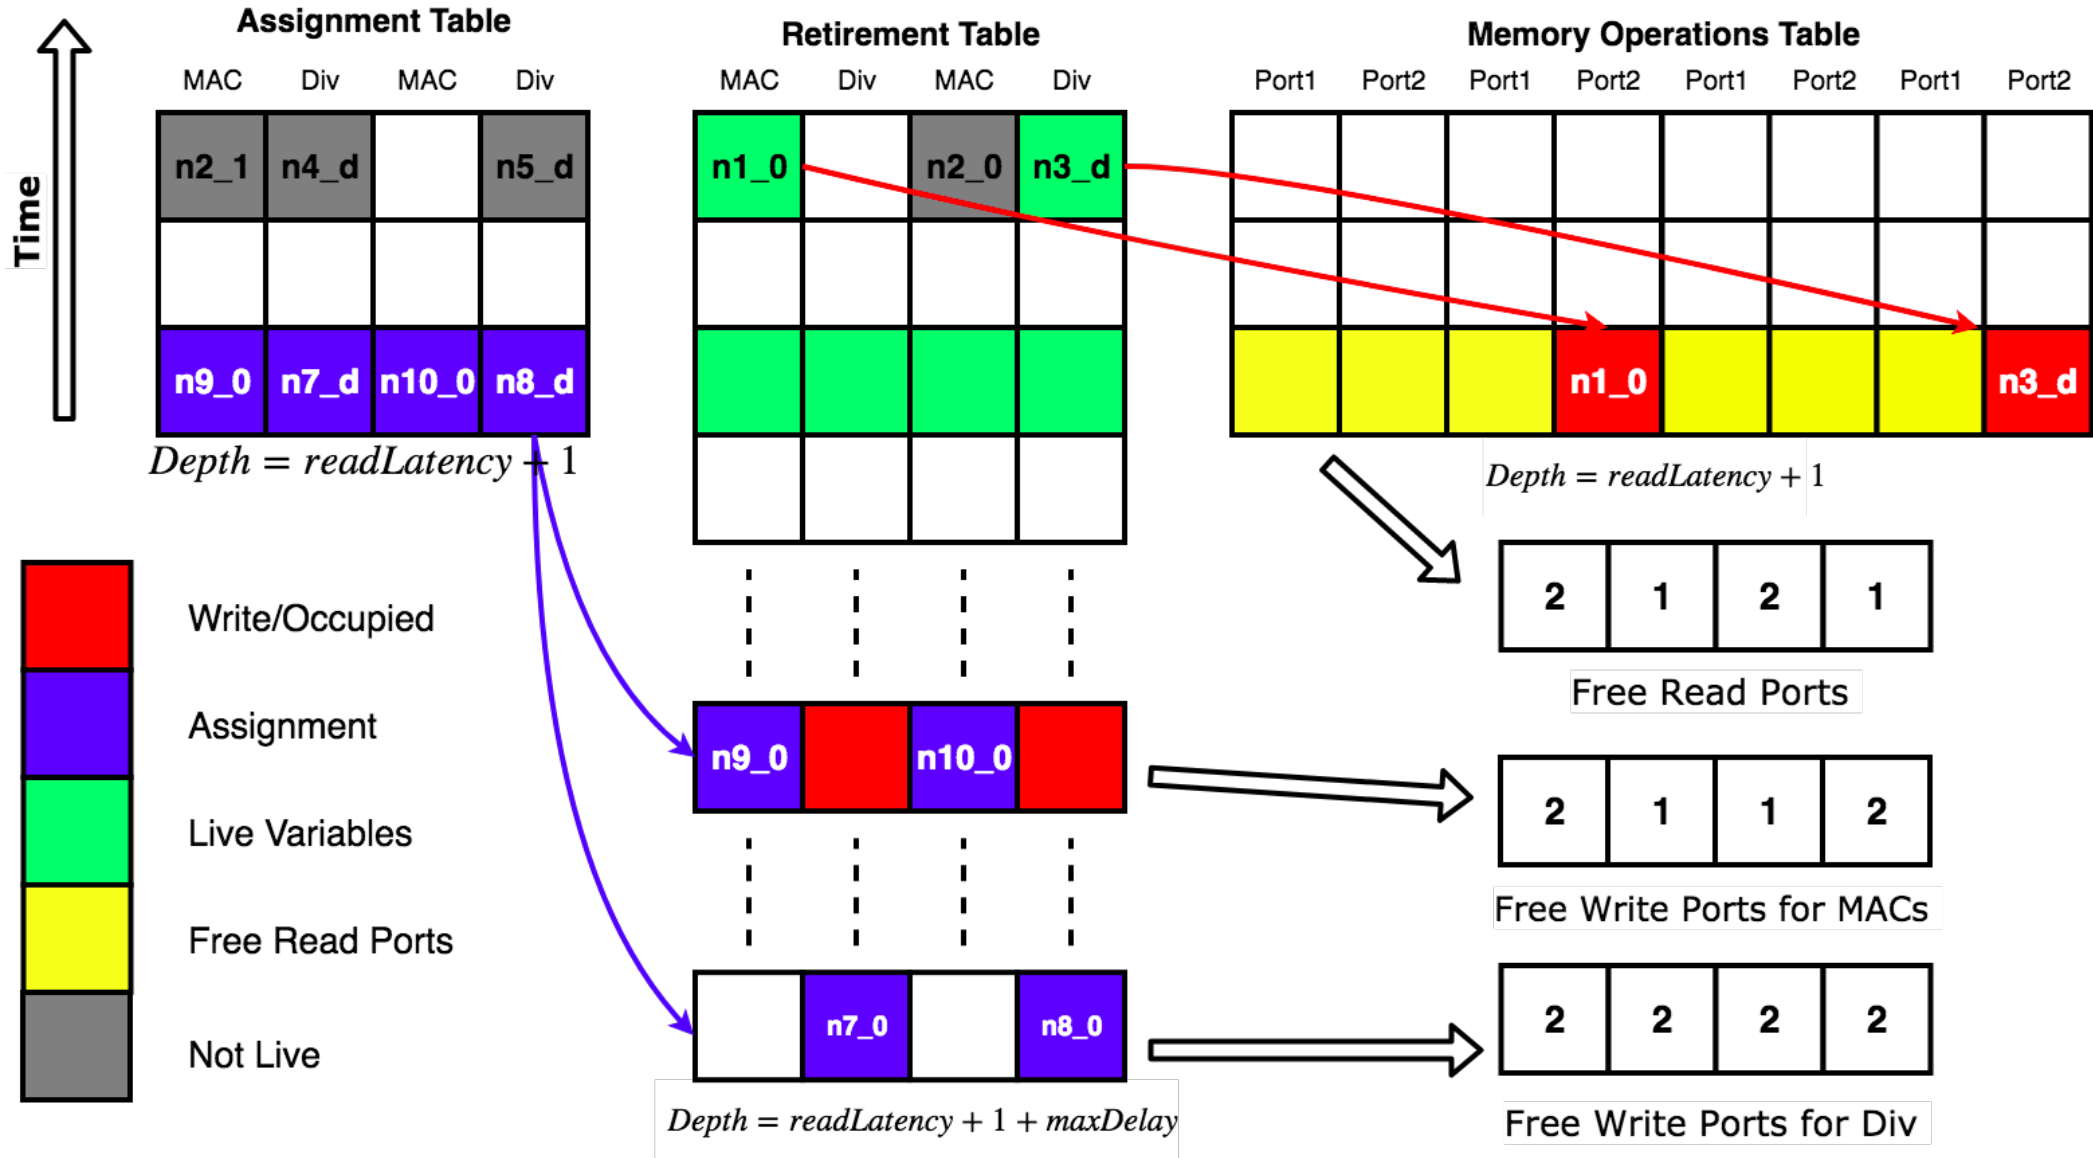 Assignment Table
Retirement Table
Memory Operations Table
MAC Div MAC Div
MAC Div MAC Div
Port1 Port2 Port1 Port2 Port1 Port2 Port1 Port2
Time
n2_1 n4_d n5_d
n1_0 n2_0 n3_d
n9_0 n7_d n10_0 n8_d
n1_0 n3_d
Depth = readLatency + 1
Depth = readLatency + 1
2 1 2 1
Free Read Ports
Write/Occupied
Assignment
Live Variables
Free Read Ports
Not Live
n9_0 n10_0
2 1 1 2
Free Write Ports for MACs
n7_0 n8_0
2 2 2 2
Free Write Ports for Div
Depth = readLatency + 1 + maxDelay